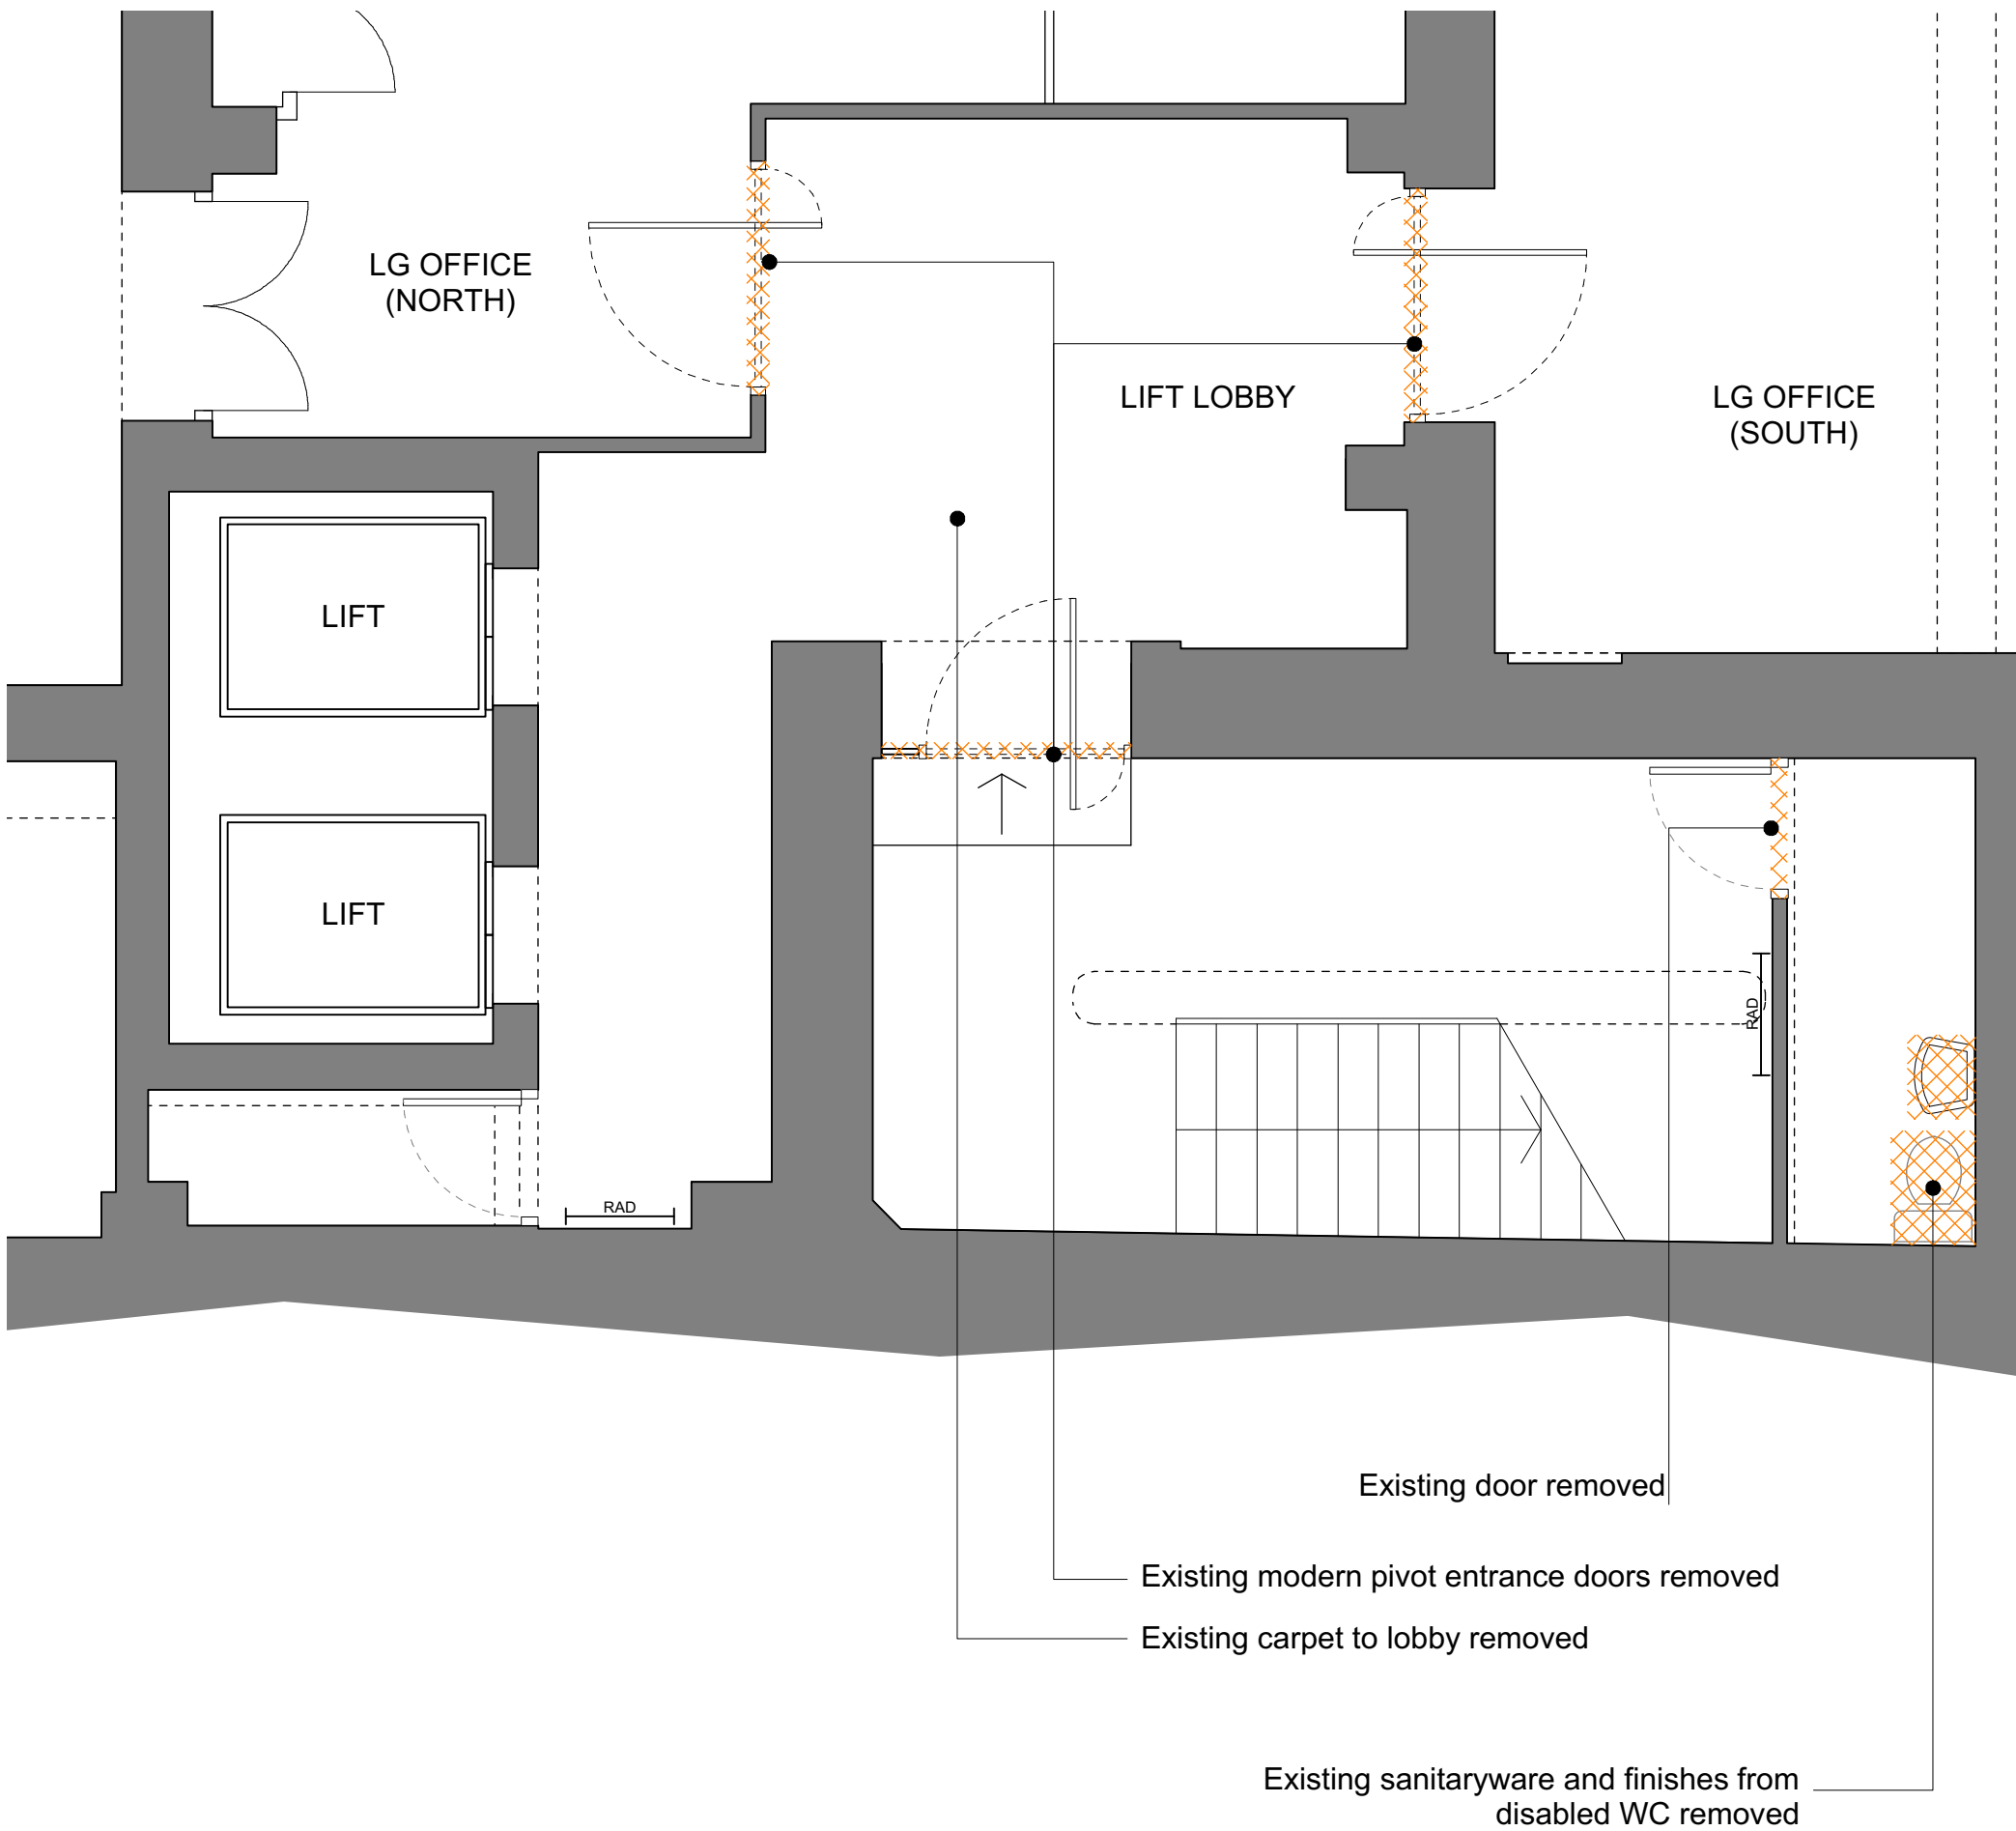 LG OFFICE
(NORTH)
LIFT LOBBY
LG OFFICE
(SOUTH)
LIFT
LIFT
RAD
RAD
Existing door removed
Existing modern pivot entrance doors removed
Existing carpet to lobby removed
Existing sanitaryware and finishes from
disabled WC removed